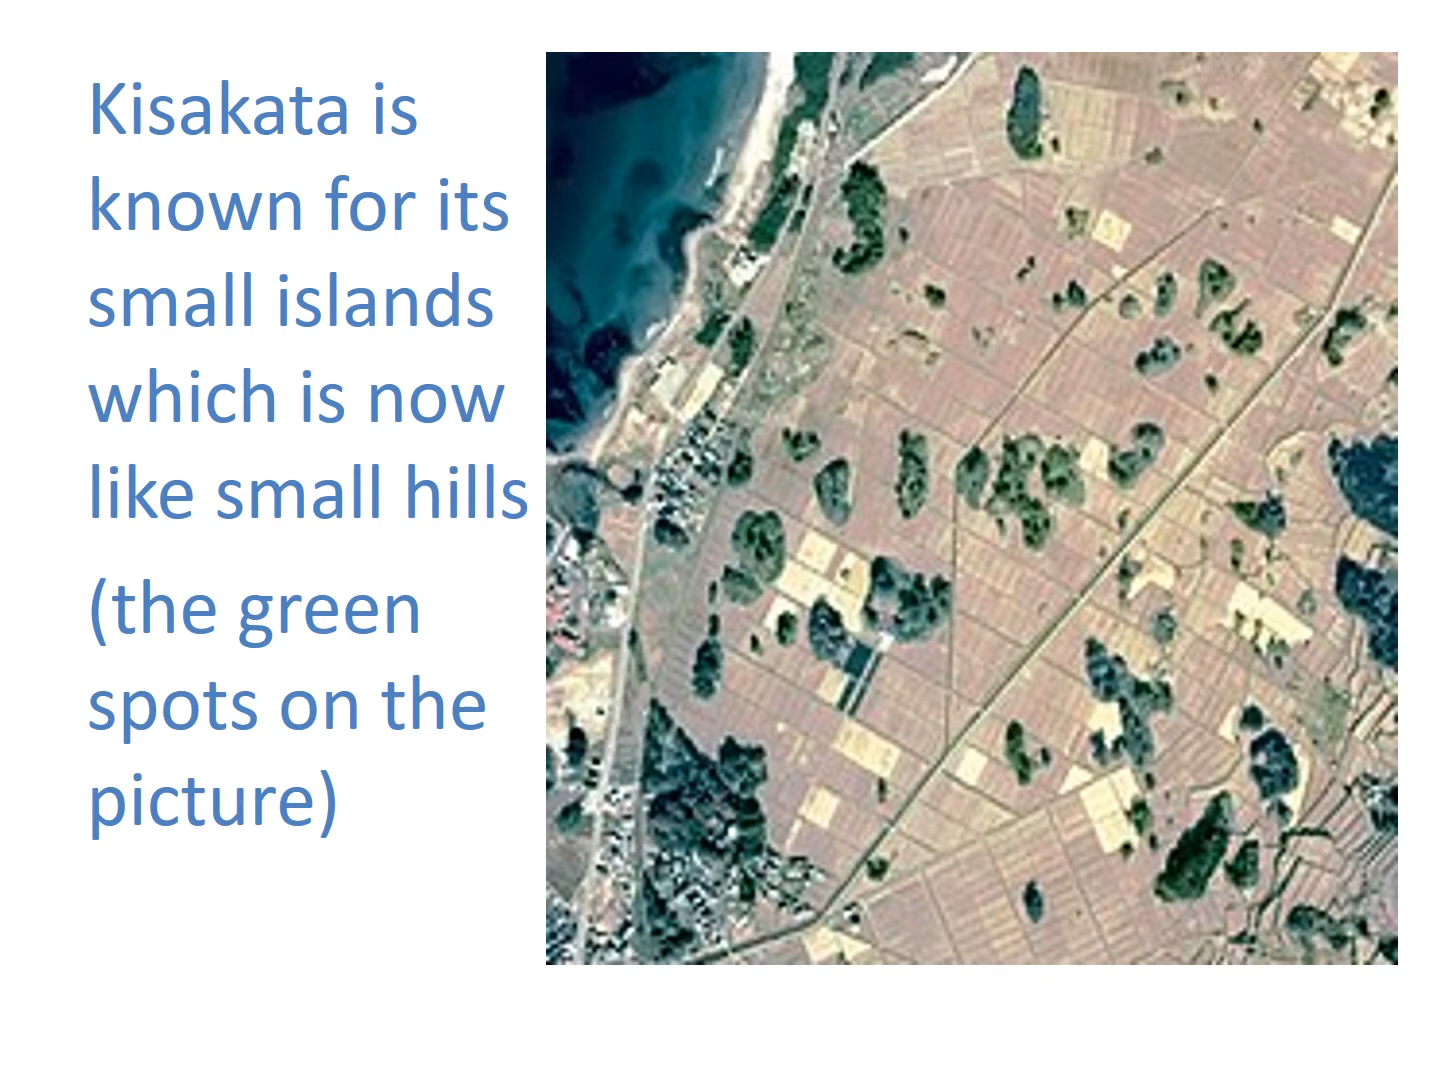 Kisakata is
known for its
small islands
which is now
like small hills
(the green
spots on the
picture)